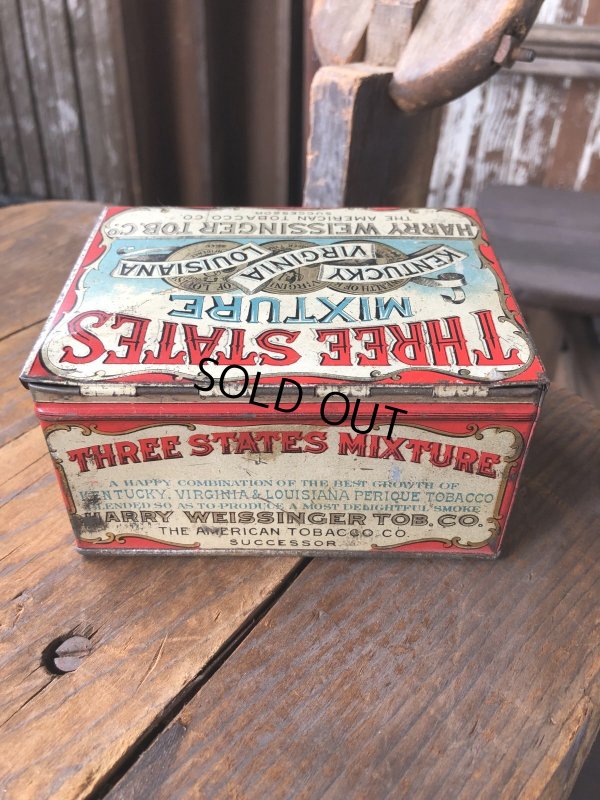 HARRY WEISSINGER TOB. CO.
THE AMERICAN TOBACCO CO.
SUCCESSOR
KENTUCKY
VIRGINIA
LOUISIANA
THREE STATES
MIXTURE
SOLD OUT
THREE STATES MIXTURE
A HAPPY COMBINATION OF THE BEST GROWTH OF
KENTUCKY, VIRGINIA & LOUISIANA PERIQUE TOBACCO
BLENDED SO AS TO PRODUCE A MOST DELIGHTFUL SMOKE
HARRY WEISSINGER TOB. CO.
THE AMERICAN TOBACCO CO.
SUCCESSOR